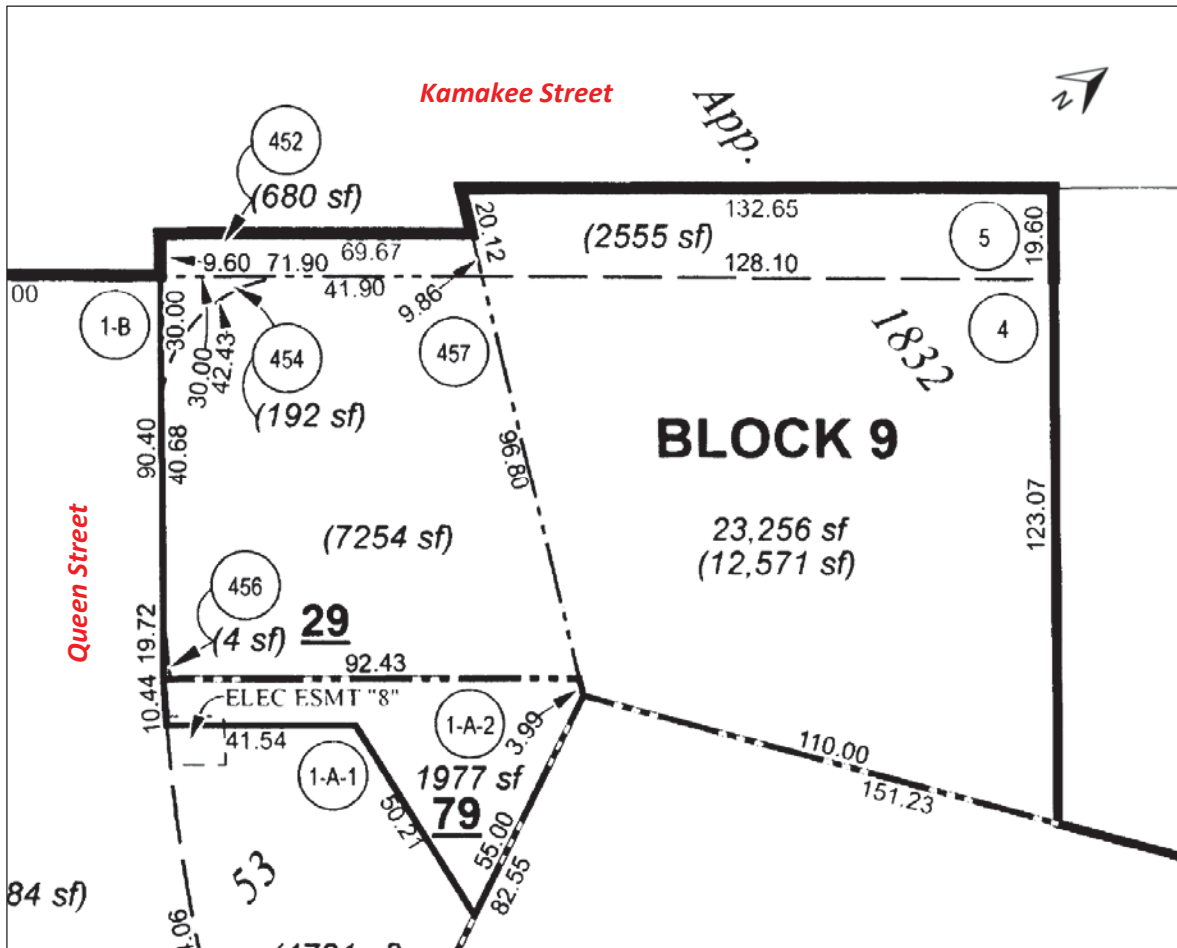 Kamakee Street
App.
N
452
(680 sf)
132.65
20.12
(2555 sf)
5
19.60
69.67
9.60
71.90
128.10
41.90
00
9.86
1-B
30.00
4
454
457
1832
30.00
42.43
(192 sf)
BLOCK 9
90.40
40.68
96.80
23,256 sf
(12,571 sf)
123.07
(7254 sf)
Queen Street
456
(4 sf)
29
19.72
92.43
10.44
ELEC ESMT "8"
1-A-2
3.99
41.54
1-A-1
110.00
151.23
1977 sf
79
50.21
55.00
82.55
53
84 sf)